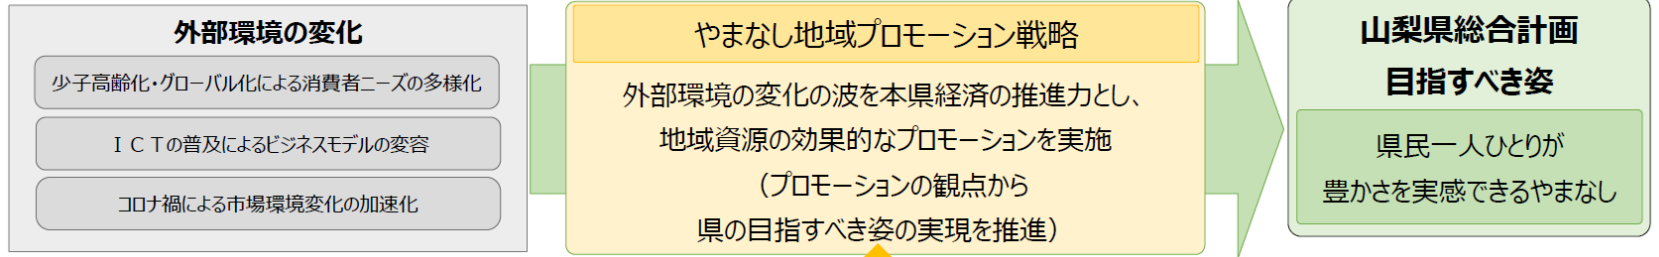 外部環境の変化
少子高齢化・グローバル化による消費者ニーズの多様化
ＩＣＴの普及によるビジネスモデルの変容
コロナ禍による市場環境変化の加速化
やまなし地域プロモーション戦略
外部環境の変化の波を本県経済の推進力とし、
地域資源の効果的なプロモーションを実施
（プロモーションの観点から
県の目指すべき姿の実現を推進）
山梨県総合計画
目指すべき姿
県民一人ひとりが
豊かさを実感できるやまなし